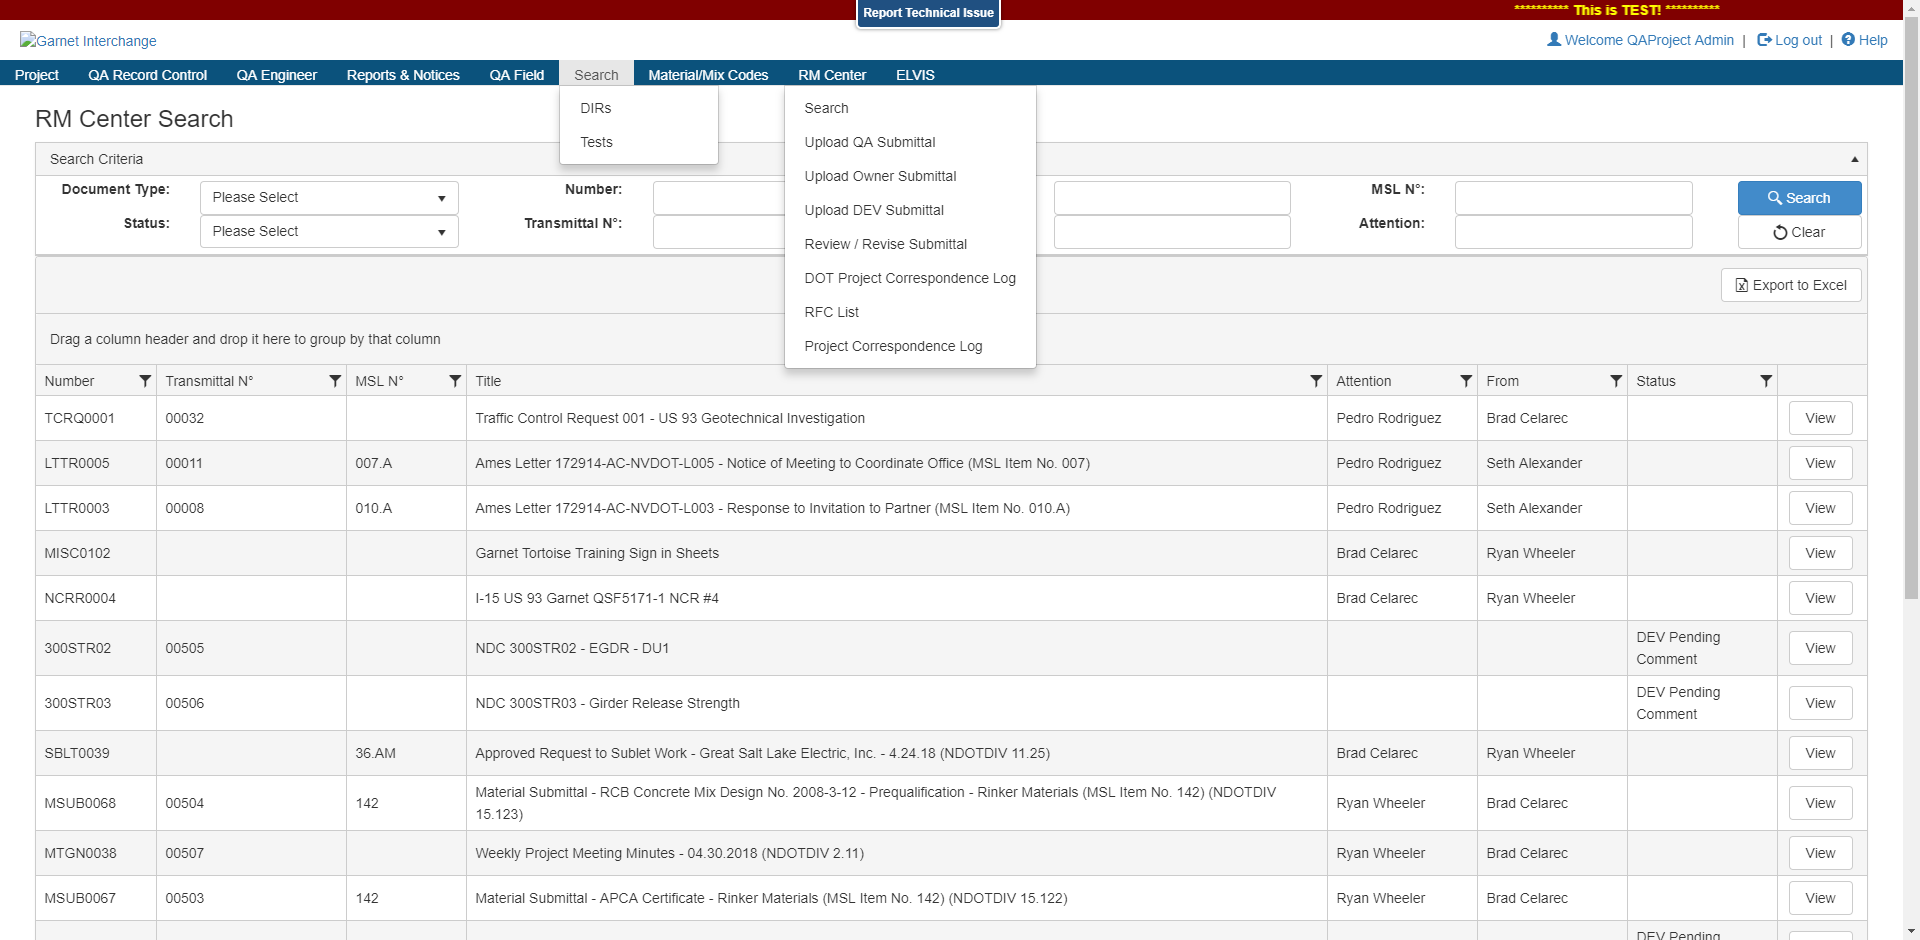 Report Technical Issue
********** This is TEST! **********
Garnet Interchange
Welcome QAProject Admin | Log out | Help
Project QA Record Control QA Engineer Reports & Notices QA Field Search Material/Mix Codes RM Center ELVIS
DIRs
Tests
Search
Upload QA Submittal
Upload Owner Submittal
Upload DEV Submittal
Review / Revise Submittal
DOT Project Correspondence Log
RFC List
Project Correspondence Log
RM Center Search
Search Criteria
Document Type: Please Select Number: MSL N°: Search
Status: Please Select Transmittal N°: Attention: Clear
Export to Excel
Drag a column header and drop it here to group by that column
Number Transmittal N° MSL N° Title Attention From Status
TCRQ0001 00032 Traffic Control Request 001 - US 93 Geotechnical Investigation Pedro Rodriguez Brad Celarec View
LTTR0005 00011 007.A Ames Letter 172914-AC-NVDOT-L005 - Notice of Meeting to Coordinate Office (MSL Item No. 007) Pedro Rodriguez Seth Alexander View
LTTR0003 00008 010.A Ames Letter 172914-AC-NVDOT-L003 - Response to Invitation to Partner (MSL Item No. 010.A) Pedro Rodriguez Seth Alexander View
MISC0102 Garnet Tortoise Training Sign in Sheets Brad Celarec Ryan Wheeler View
NCRR0004 I-15 US 93 Garnet QSF5171-1 NCR #4 Brad Celarec Ryan Wheeler View
300STR02 00505 NDC 300STR02 - EGDR - DU1 DEV Pending Comment View
300STR03 00506 NDC 300STR03 - Girder Release Strength DEV Pending Comment View
SBLT0039 36.AM Approved Request to Sublet Work - Great Salt Lake Electric, Inc. - 4.24.18 (NDOTDIV 11.25) Brad Celarec Ryan Wheeler View
MSUB0068 00504 142 Material Submittal - RCB Concrete Mix Design No. 2008-3-12 - Prequalification - Rinker Materials (MSL Item No. 142) (NDOTDIV 15.123) Ryan Wheeler Brad Celarec View
MTGN0038 00507 Weekly Project Meeting Minutes - 04.30.2018 (NDOTDIV 2.11) Ryan Wheeler Brad Celarec View
MSUB0067 00503 142 Material Submittal - APCA Certificate - Rinker Materials (MSL Item No. 142) (NDOTDIV 15.122) Ryan Wheeler Brad Celarec View
DEV Pending